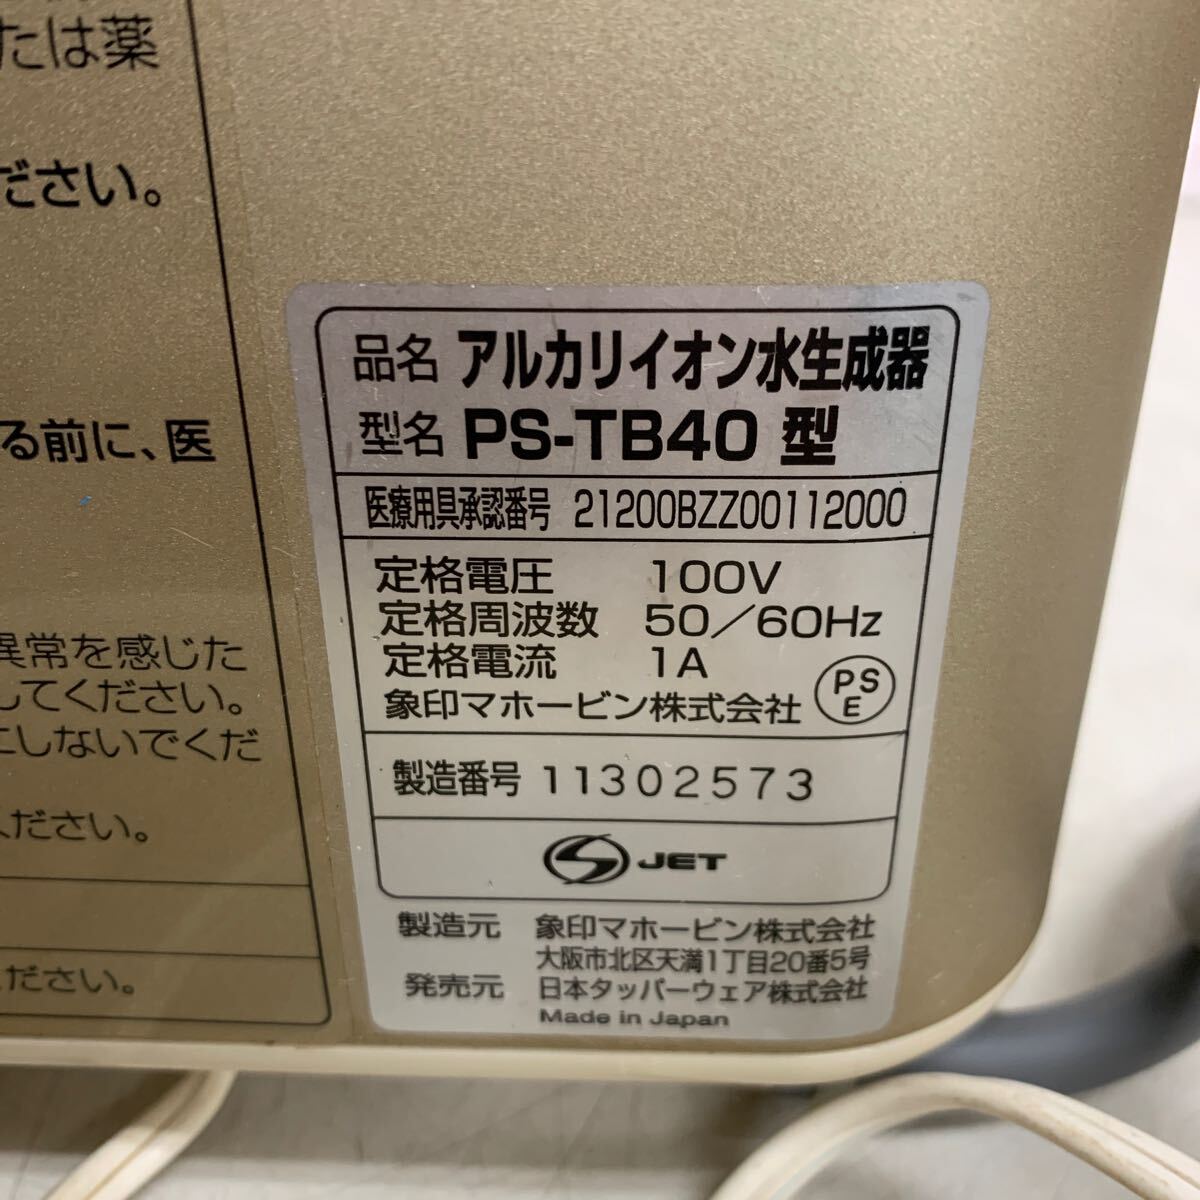 たは薬
ださい。
る前に、医
異常を感じた
してください。
にしないでくだ
ください。
ください。
品名 アルカリイオン水生成器
型名 PS-TB40 型
医療用具承認番号 21200BZZ00112000
定格電圧 100V
定格周波数 50/60Hz
定格電流 1A
象印マホービン株式会社 PSE
製造番号 11302573
S JET
製造元 象印マホービン株式会社
大阪市北区天満1丁目20番5号
発売元 日本タッパーウェア株式会社
Made in Japan